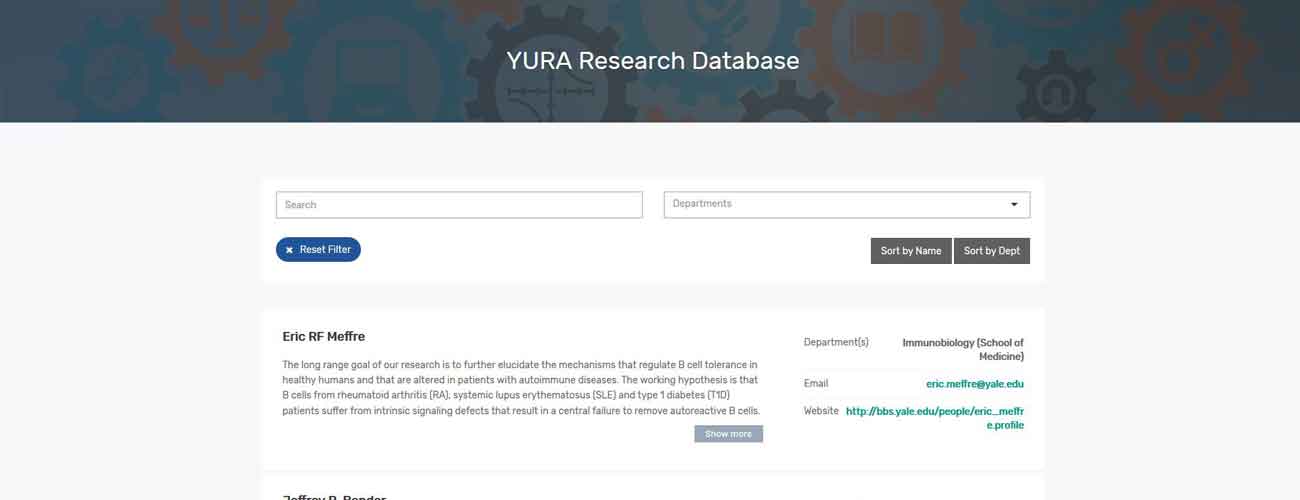 YURA Research Database
Search
Departments
Reset Filter
Sort by Name
Sort by Dept
Eric RF Meffre
The long range goal of our research is to further elucidate the mechanisms that regulate B cell tolerance in
healthy humans and that are altered in patients with autoimmune diseases. The working hypothesis is that
B cells from rheumatoid arthritis (RA), systemic lupus erythematosus (SLE) and type 1 diabetes (T1D)
patients suffer from intrinsic signaling defects that result in a central failure to remove autoreactive B cells.
Show more
Department(s)
Immunobiology (School of
Medicine)
Email
eric.meffre@yale.edu
Website
http://bbs.yale.edu/people/eric_meffr
e.profile